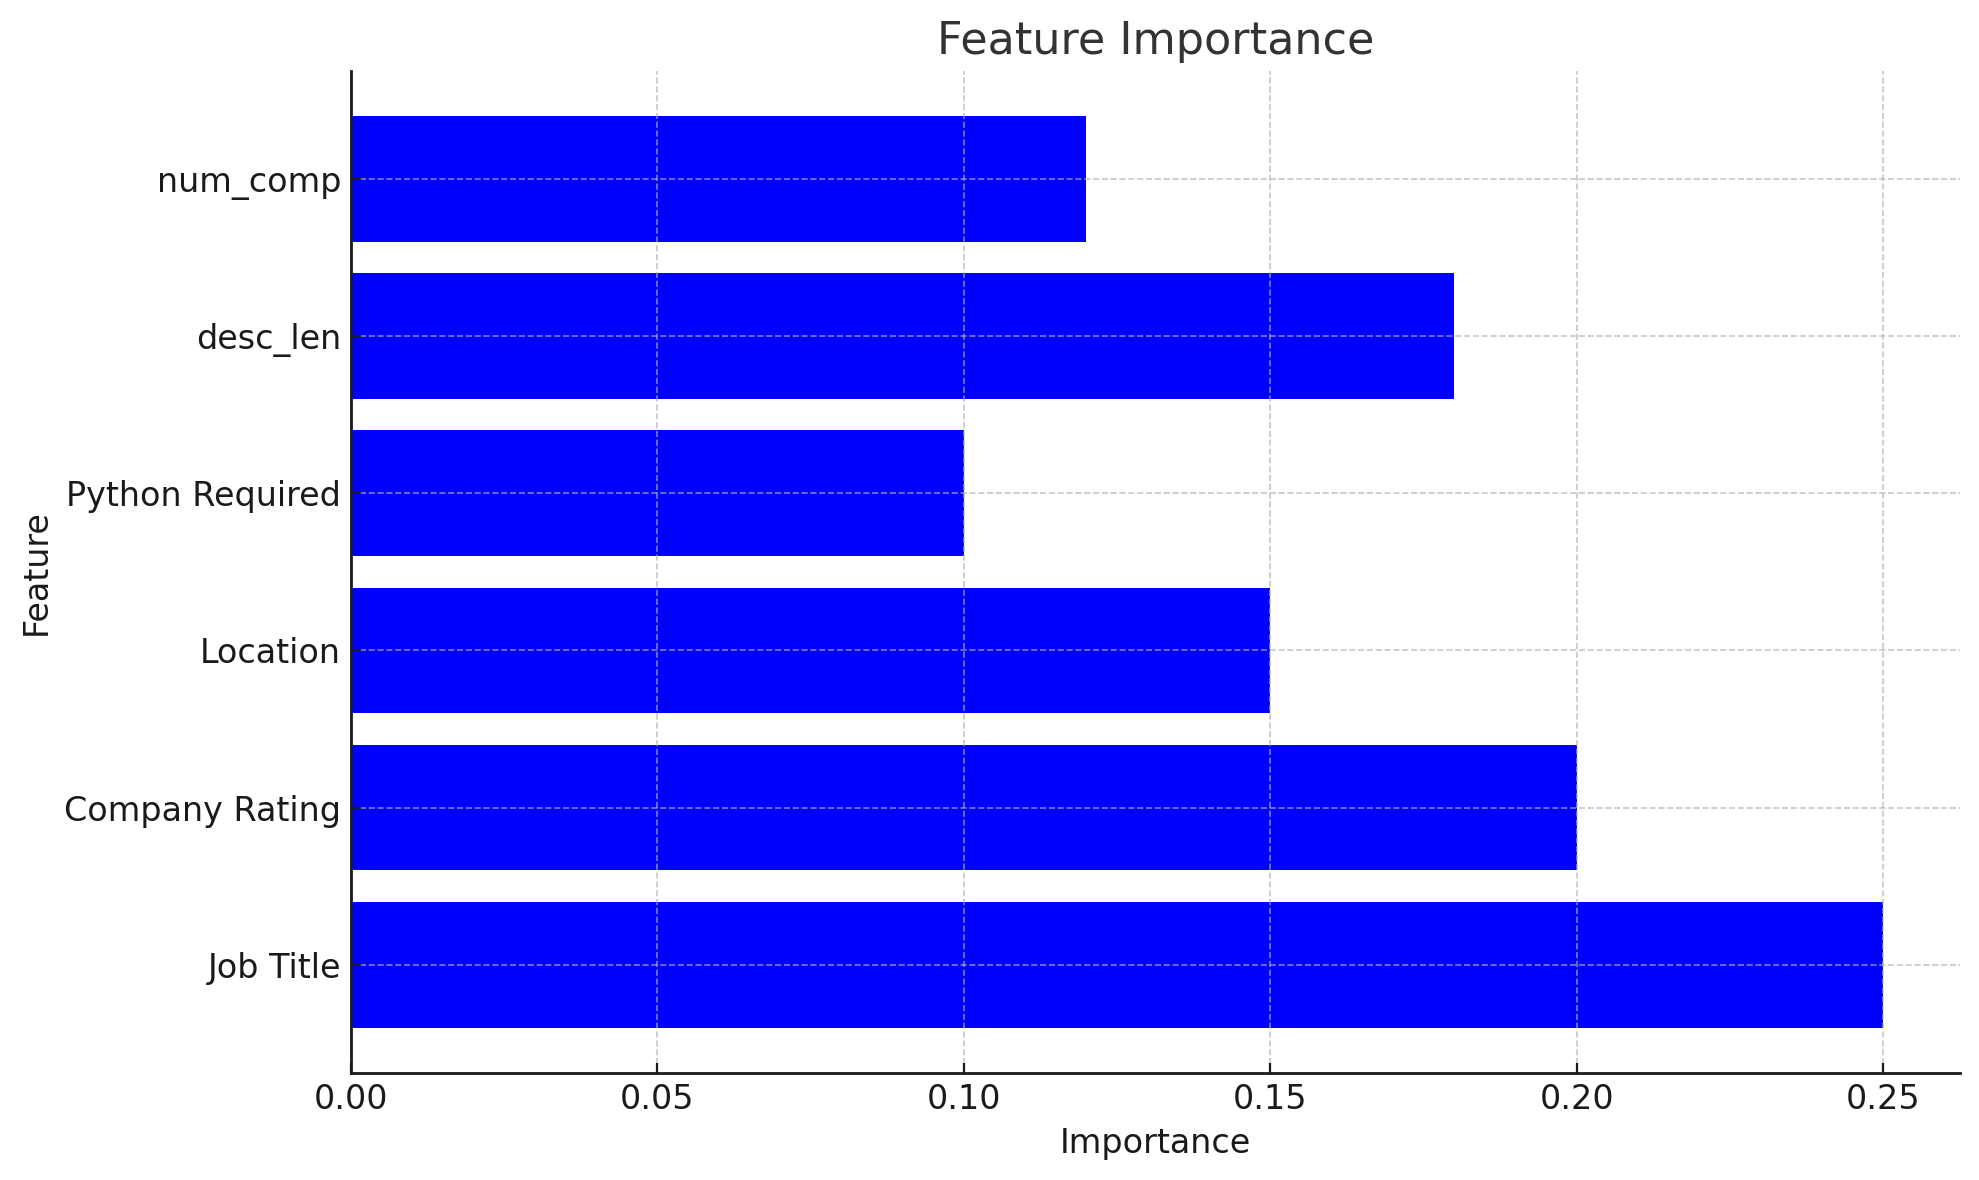 Feature Importance
num_comp
desc_len
Python Required
Location
Company Rating
Job Title
Feature
0.00 0.05 0.10 0.15 0.20 0.25
Importance